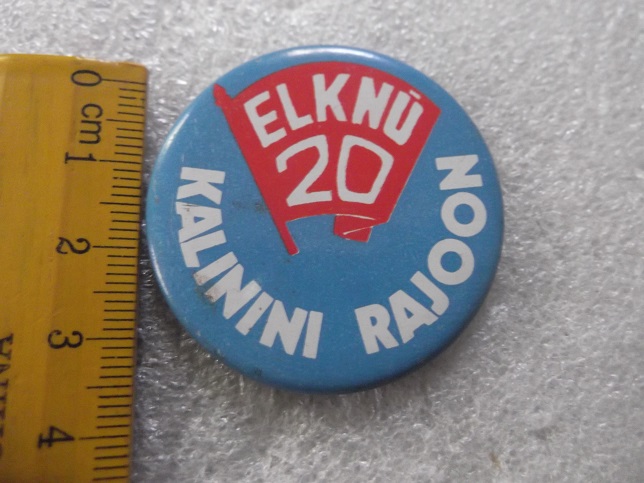 ELKNÜ
20
KALININI RAJOON
0 cm 1 2 3 4